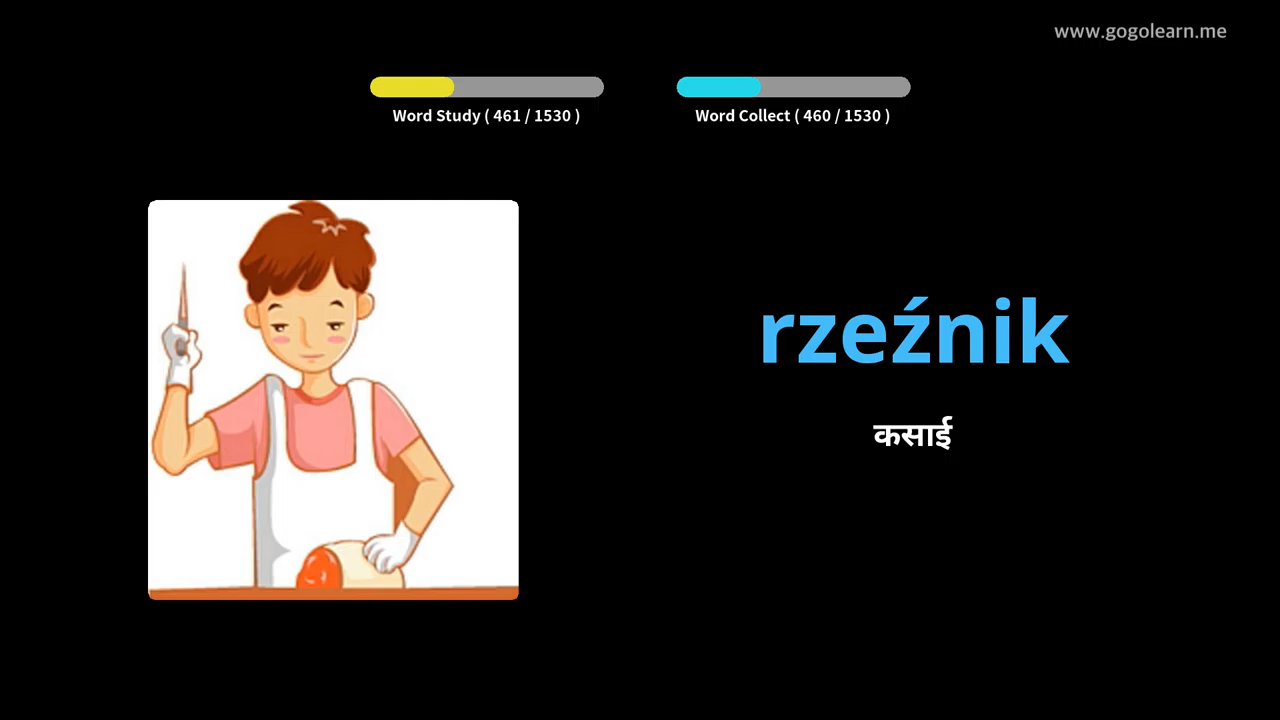 www.gogolearn.me
Word Study ( 461 / 1530 )
Word Collect ( 460 / 1530 )
rzeźnik
कसाई